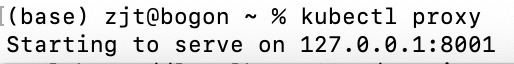 (base) zjt@bogon ~ % kubectl proxy
Starting to serve on 127.0.0.1:8001